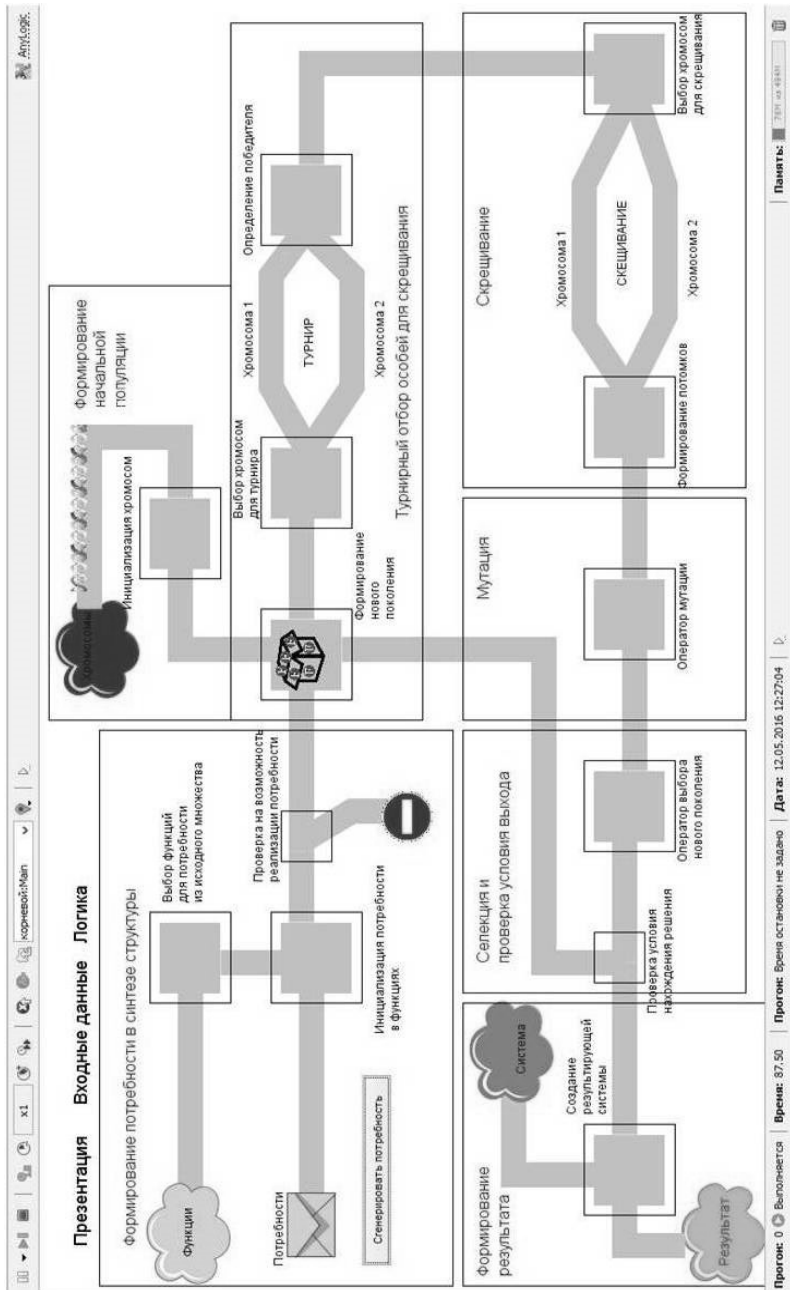 AnyLogic
x1
корневой:Main
Презентация Входные данные Логика
Формирование потребности в синтезе структуры
Функции
Выбор функций
для потребности
из исходного множества
Потребности
Сгенерировать потребность
Инициализация потребности
в функциях
Проверка на возможность
реализации потребности
Хромосомы
Формирование
начальной
популяции
Инициализация хромосом
Формирование
нового
поколения
Выбор хромосом
для турнира
Хромосома 1
ТУРНИР
Хромосома 2
Определение победителя
Турнирный отбор особей для скрещивания
Формирование
результата
Система
Создание
результирующей
системы
Результат
Селекция и
проверка условия выхода
Проверка условия
нахождения решения
Оператор выбора
нового поколения
Мутация
Оператор мутации
Скрещивание
Формирование потомков
Хромосома 1
СКЕЩИВАНИЕ
Хромосома 2
Выбор хромосом
для скрещивания
Прогон: 0 Выполняется Время: 87.50 Прогон: Время остановки не задано Дата: 12.05.2016 12:27:04 Память: 76M из 494M